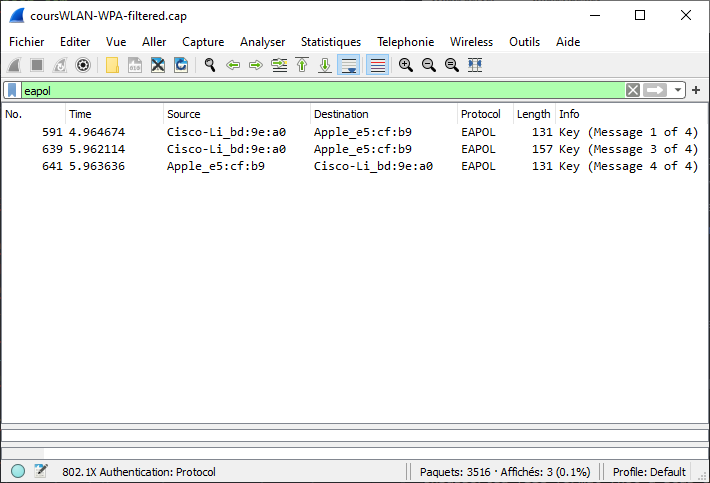 coursWLAN-WPA-filtered.cap
Fichier Editer Vue Aller Capture Analyser Statistiques Telephonie Wireless Outils Aide
eapol
No. Time Source Destination Protocol Length Info
591 4.964674 Cisco-Li_bd:9e:a0 Apple_e5:cf:b9 EAPOL 131 Key (Message 1 of 4)
639 5.962114 Cisco-Li_bd:9e:a0 Apple_e5:cf:b9 EAPOL 157 Key (Message 3 of 4)
641 5.963636 Apple_e5:cf:b9 Cisco-Li_bd:9e:a0 EAPOL 131 Key (Message 4 of 4)
802.1X Authentication: Protocol Paquets: 3516 · Affichés: 3 (0.1%) Profile: Default